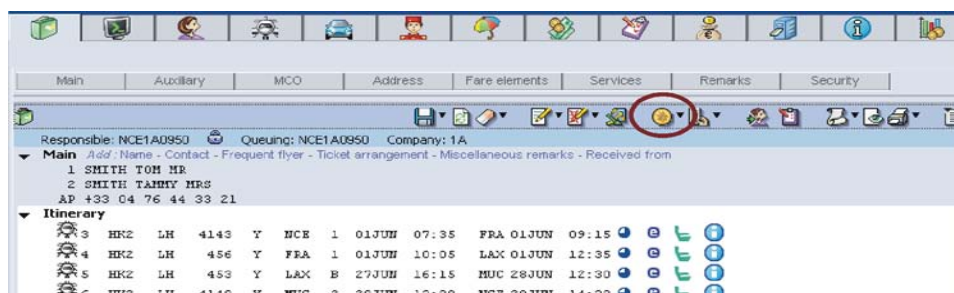 Main Auxiliary MCO Address Fare elements Services Remarks Security
Responsible: NCE1A0950 Queuing: NCE1A0950 Company: 1A
Main Add: Name - Contact - Frequent flyer - Ticket arrangement - Miscellaneous remarks - Received from
1 SMITH TOM MR
2 SMITH TAMMY MRS
AP +33 04 76 44 33 21
Itinerary
3 HK2 LH 4143 Y NCE 1 01JUN 07:35 FRA 01JUN 09:15
4 HK2 LH 456 Y FRA 1 01JUN 10:05 LAX 01JUN 12:35
5 HK2 LH 453 Y LAX B 27JUN 16:15 MUC 28JUN 12:30